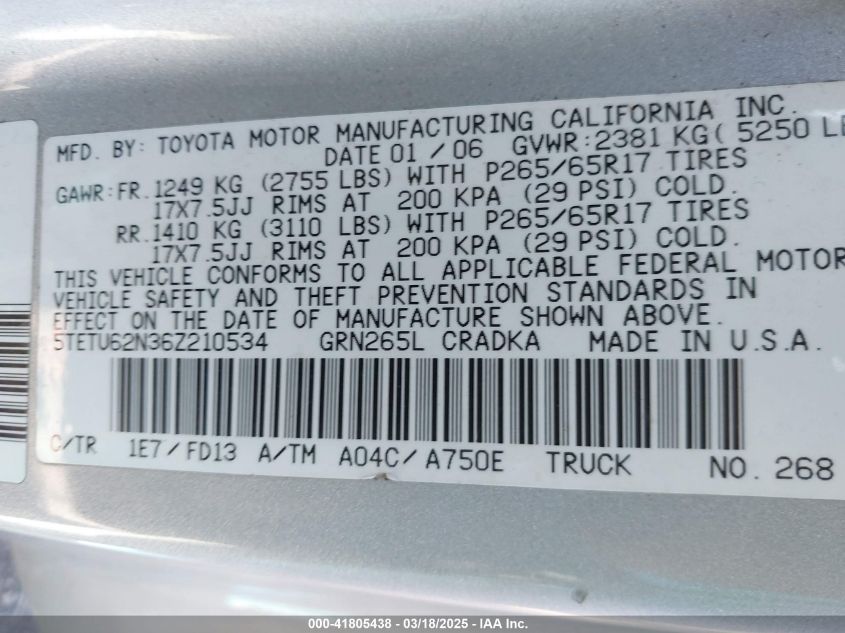 MFD. BY: TOYOTA MOTOR MANUFACTURING CALIFORNIA INC.
DATE 01 / 06 GVWR:2381 KG( 5250 LB
GAWR:FR. 1249 KG (2755 LBS) WITH P265/65R17 TIRES
17X7.5JJ RIMS AT 200 KPA (29 PSI) COLD.
RR. 1410 KG (3110 LBS) WITH P265/65R17 TIRES
17X7.5JJ RIMS AT 200 KPA (29 PSI) COLD.
THIS VEHICLE CONFORMS TO ALL APPLICABLE FEDERAL MOTOR
VEHICLE SAFETY AND THEFT PREVENTION STANDARDS IN
EFFECT ON THE DATE OF MANUFACTURE SHOWN ABOVE.
5TETU62N36Z210534 GRN265L CRADKA MADE IN U.S.A.
C/TR 1E7 / FD13 A/TM A04C/ A750E TRUCK NO. 268
000-41805438 - 03/18/2025 - IAA Inc.